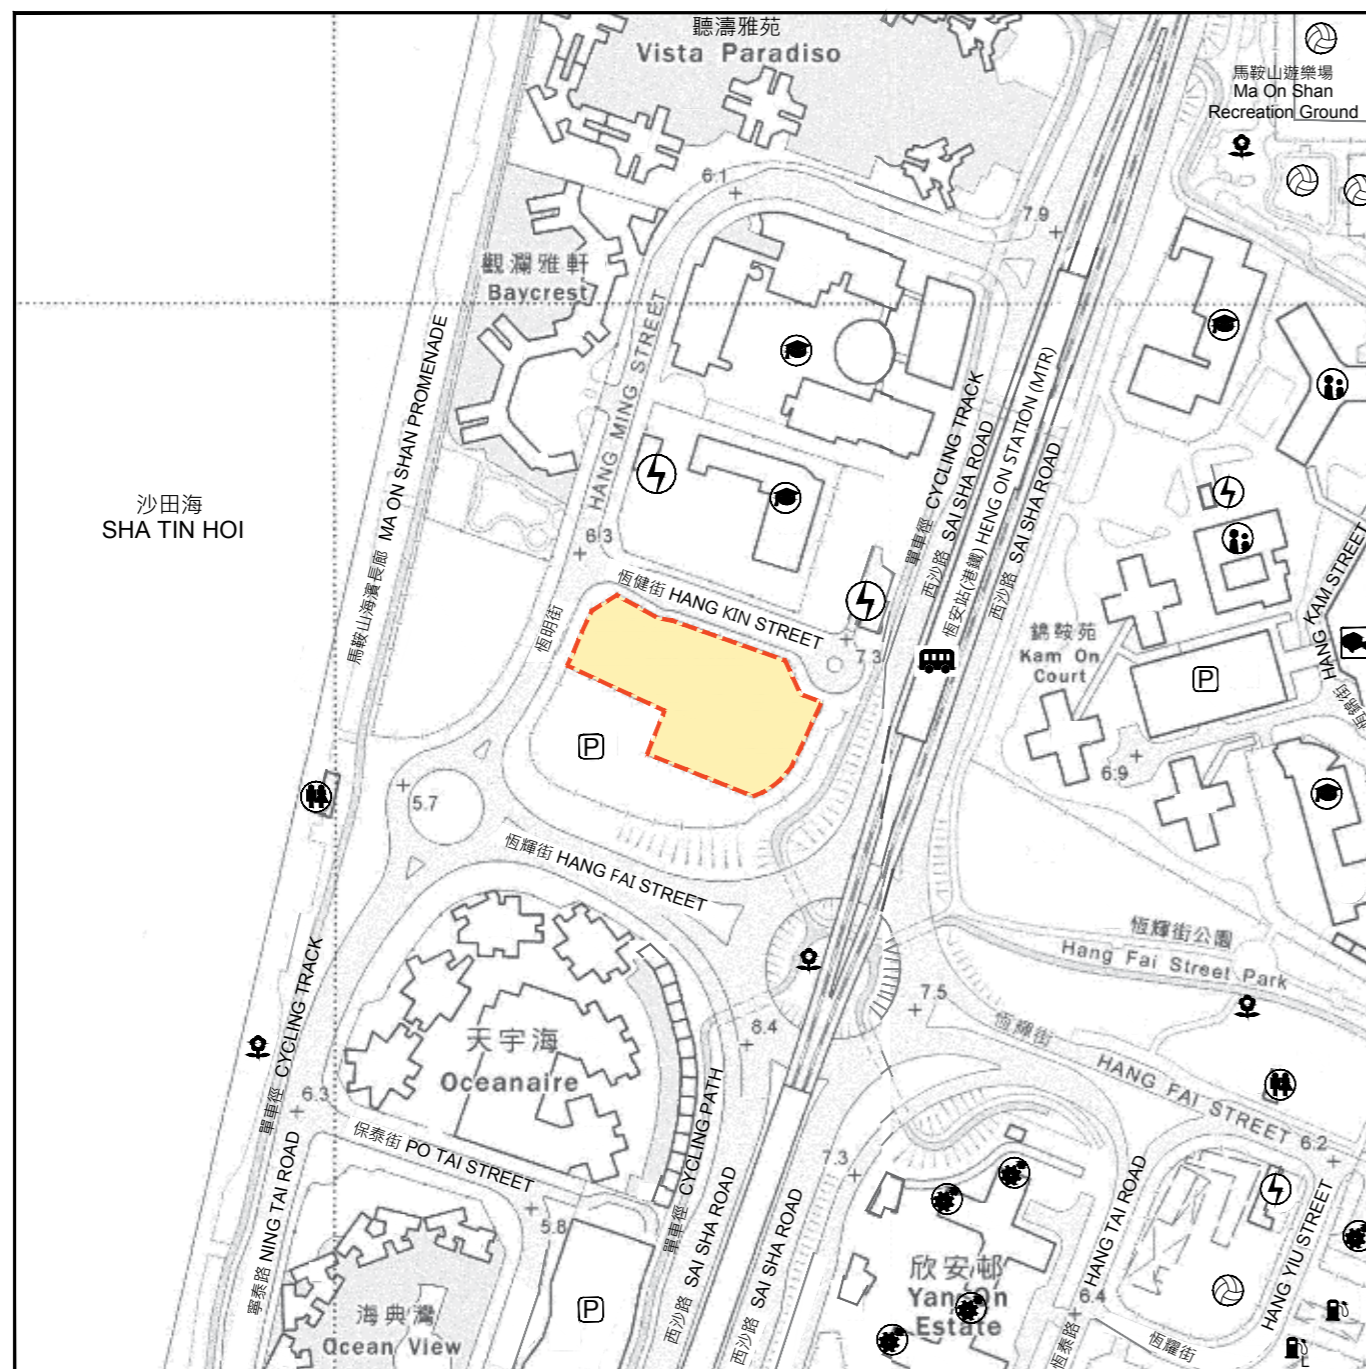 聽濤雅苑
Vista Paradiso
馬鞍山遊樂場
Ma On Shan
Recreation Ground
6.1
7.9
觀瀾雅軒
Baycrest
HANG MING STREET
馬鞍山海濱長廊 MA ON SHAN PROMENADE
單車徑 CYCLING TRACK
西沙路 SAI SHA ROAD
恆安站(港鐵) HENG ON STATION (MTR)
西沙路 SAI SHA ROAD
沙田海
SHA TIN HOI
6.3
恆健街 HANG KIN STREET
恆明街
7.3
錦鞍苑
Kam On
Court
HANG KAM STREET
恆錦街
P
P
6.9
5.7
恆輝街 HANG FAI STREET
恆輝街公園
Hang Fai Street Park
單車徑 CYCLING TRACK
天宇海
Oceanaire
8.4
7.5
恆輝街
HANG FAI STREET
6.2
6.3
保泰街 PO TAI STREET
寧泰路 NING TAI ROAD
單車徑 CYCLING PATH
7.3
西沙路 SAI SHA ROAD
西沙路 SAI SHA ROAD
5.8
海典灣
Ocean View
P
欣安邨
Yan On
Estate
恆泰路 HANG TAI ROAD
6.4
恆耀街
HANG YIU STREET